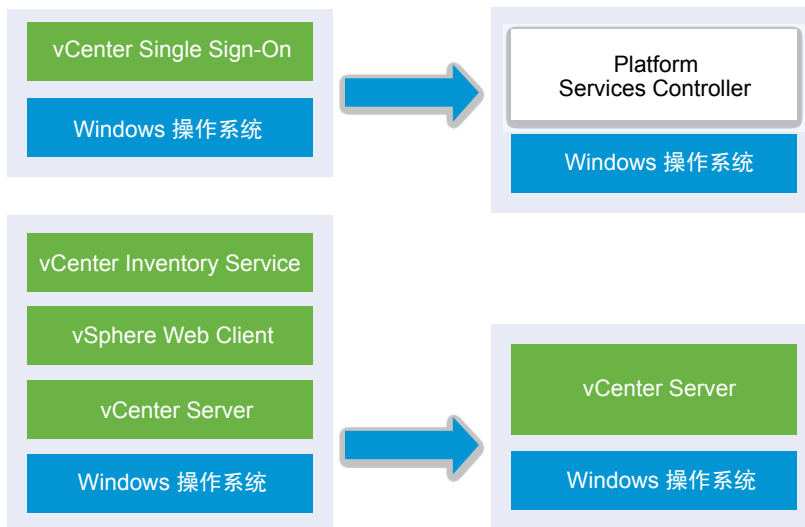 vCenter Single Sign-On
Windows 操作系统
Platform
Services Controller
Windows 操作系统
vCenter Inventory Service
vSphere Web Client
vCenter Server
Windows 操作系统
vCenter Server
Windows 操作系统